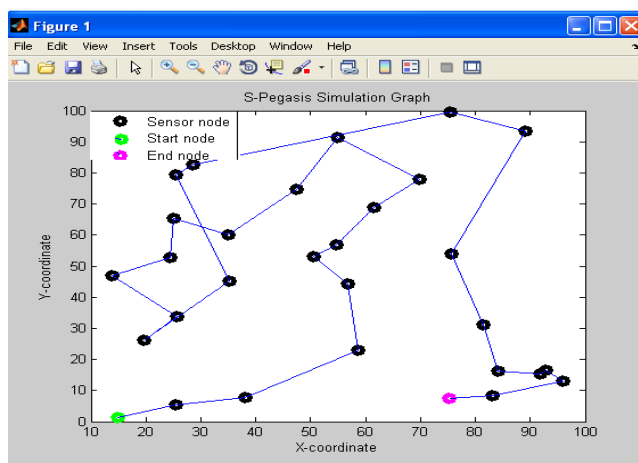 Figure 1
File Edit View Insert Tools Desktop Window Help
S-Pegasis Simulation Graph
Sensor node
Start node
End node
Y-coordinate
100
90
80
70
60
50
40
30
20
10
0
10 20 30 40 50 60 70 80 90 100
X-coordinate